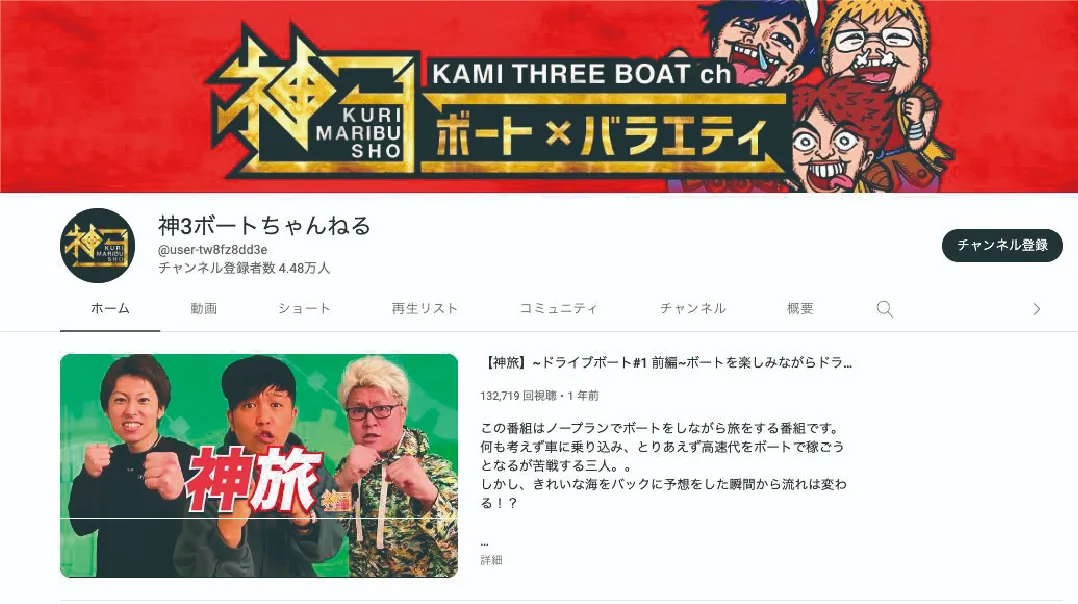 神3
KURI
MARIBU
SHO
KAMI THREE BOAT ch
ボート×バラエティ
神3
KURI
MARIBU
SHO
神3ボートちゃんねる
@user-tw8fz8dd3e
チャンネル登録者数 4.48万人
チャンネル登録
ホーム 動画 ショート 再生リスト コミュニティ チャンネル 概要
神旅
【神旅】~ドライブボート#1 前編~ボートを楽しみながらドラ...
132,719 回視聴・1 年前
この番組はノープランでボートをしながら旅をする番組です。
何も考えず車に乗り込み、とりあえず高速代をボートで稼ごう
となるが苦戦する三人。。
しかし、きれいな海をバックに予想をした瞬間から流れは変わ
る！？
...
詳細